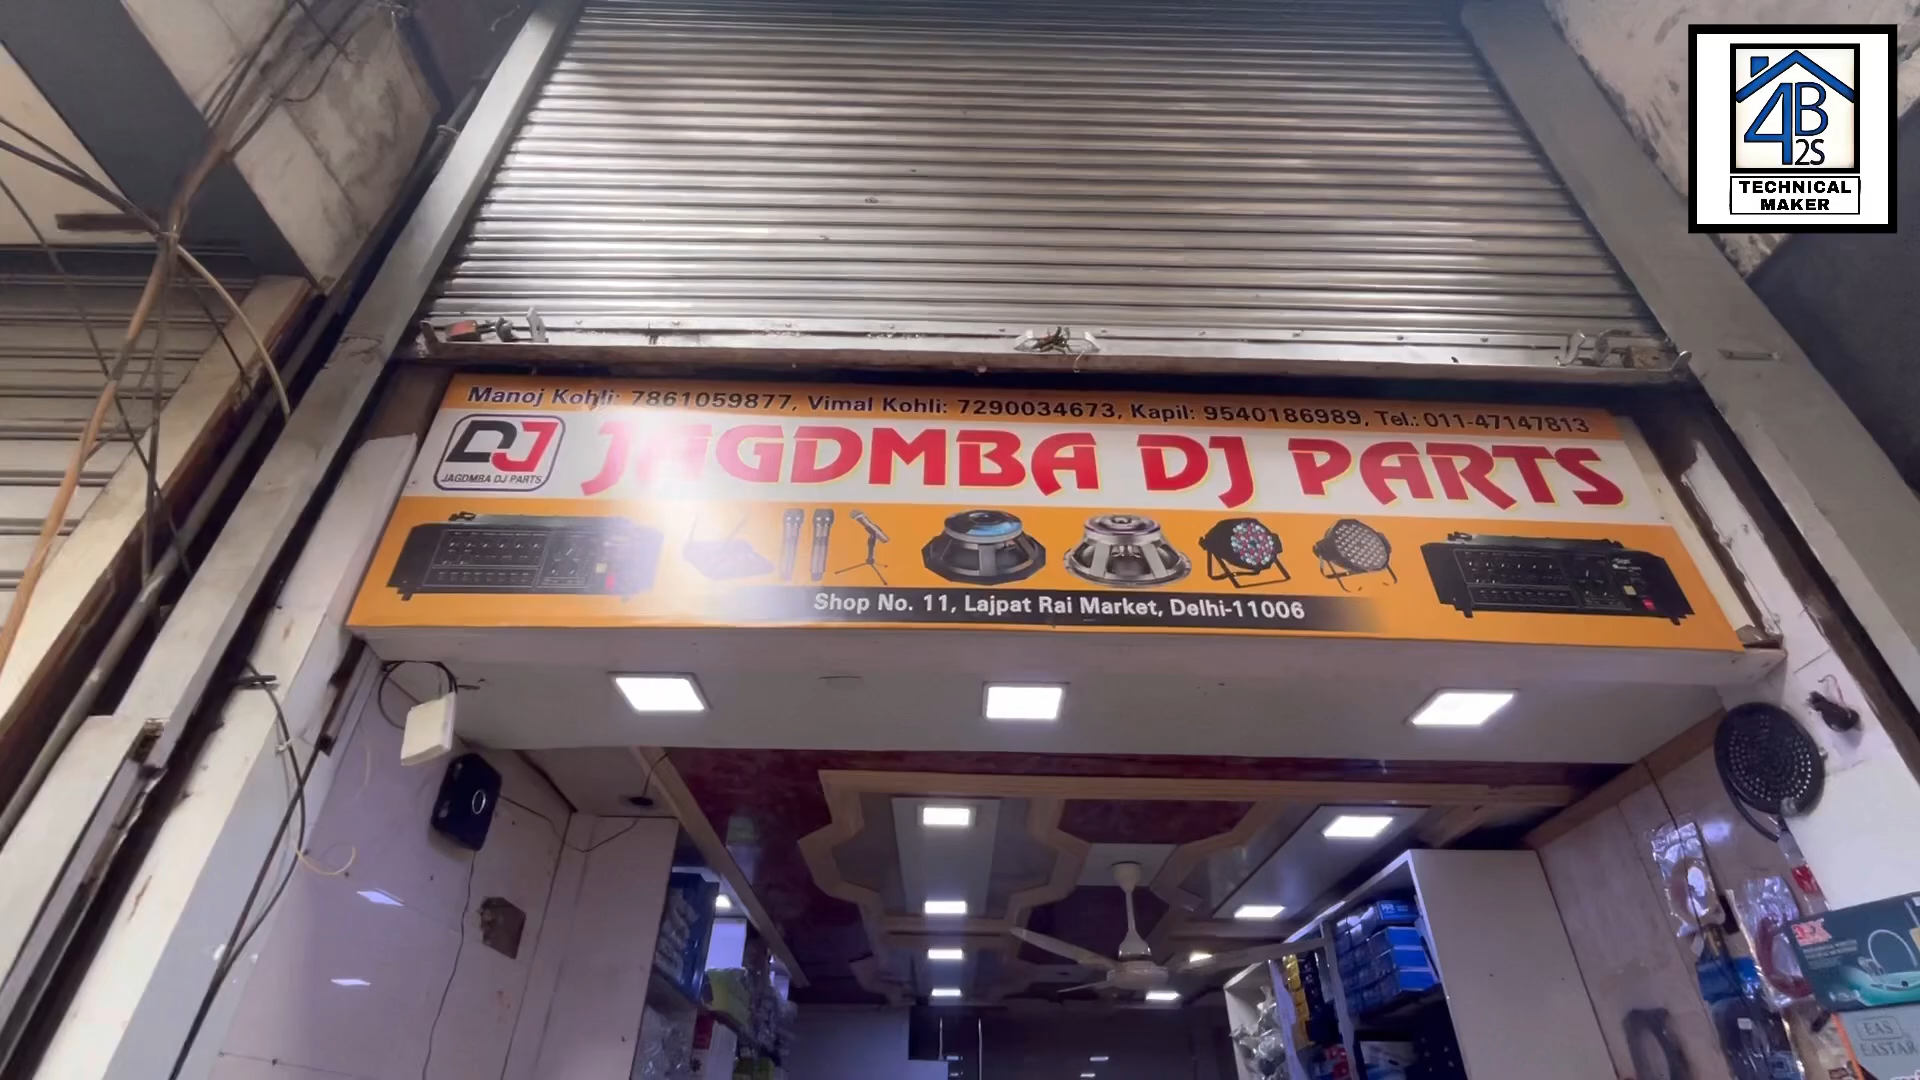 4B
2S
TECHNICAL
MAKER
Manoj Kohli: 7861059877, Vimal Kohli: 7290034673, Kapil: 9540186989, Tel.: 011-47147813
DJ
JAGDMBA DJ PARTS
JAGDMBA DJ PARTS
Shop No. 11, Lajpat Rai Market, Delhi-11006
EAS
EASTAR